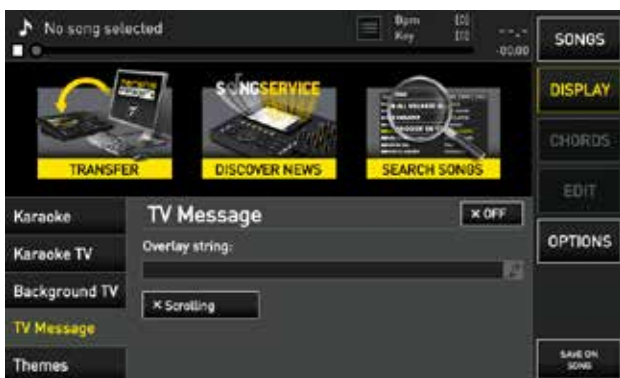 No song selected
Bpm [0]
Key [0]
--.-
-00:00
SONGS
DISPLAY
CHORDS
EDIT
OPTIONS
SAVE ON
SONG
SONGSERVICE
TRANSFER
DISCOVER NEWS
SEARCH SONGS
Karaoke
Karaoke TV
Background TV
TV Message
Themes
TV Message
× OFF
Overlay string:
× Scrolling